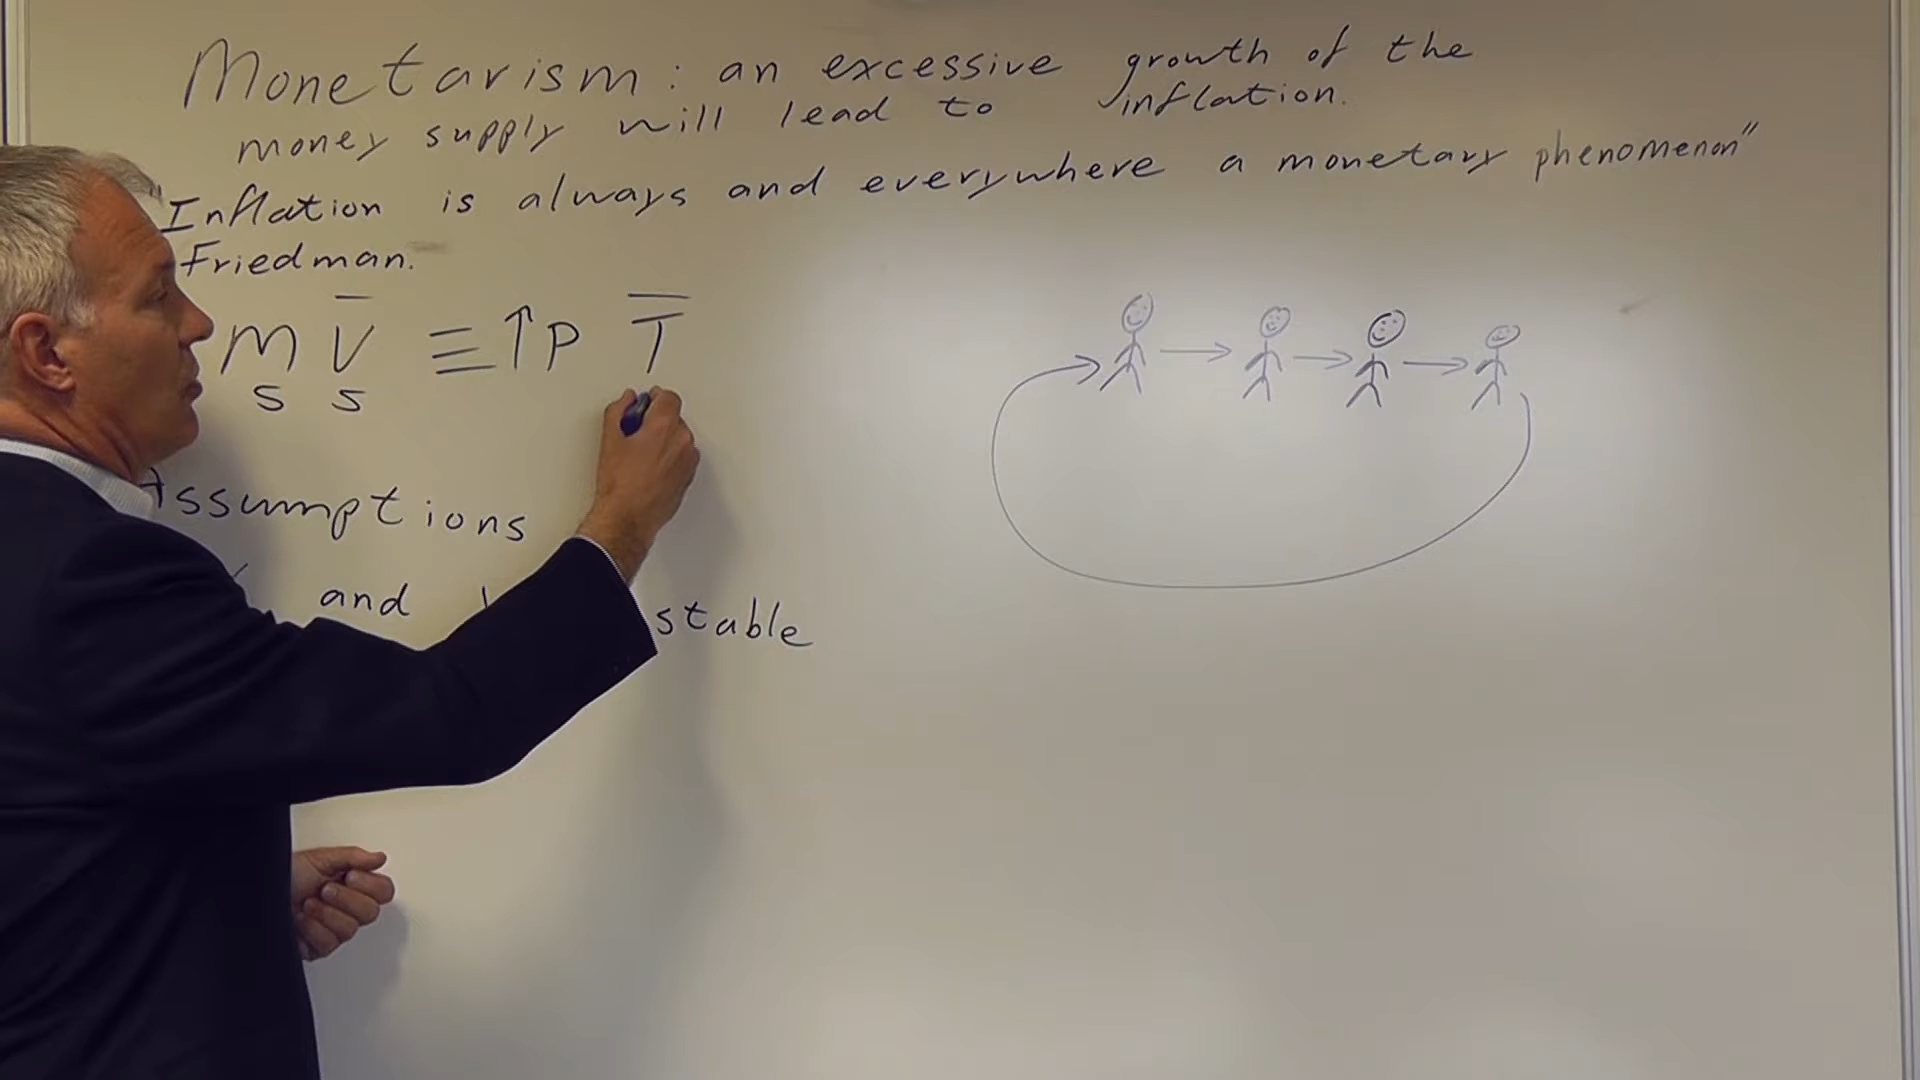 Monetarism: an excessive growth of the
money supply will lead to inflation.
"Inflation is always and everywhere a monetary phenomenon"
Friedman.
M V̅ ≡ ↑P T̅
S S
Assumptions
and stable